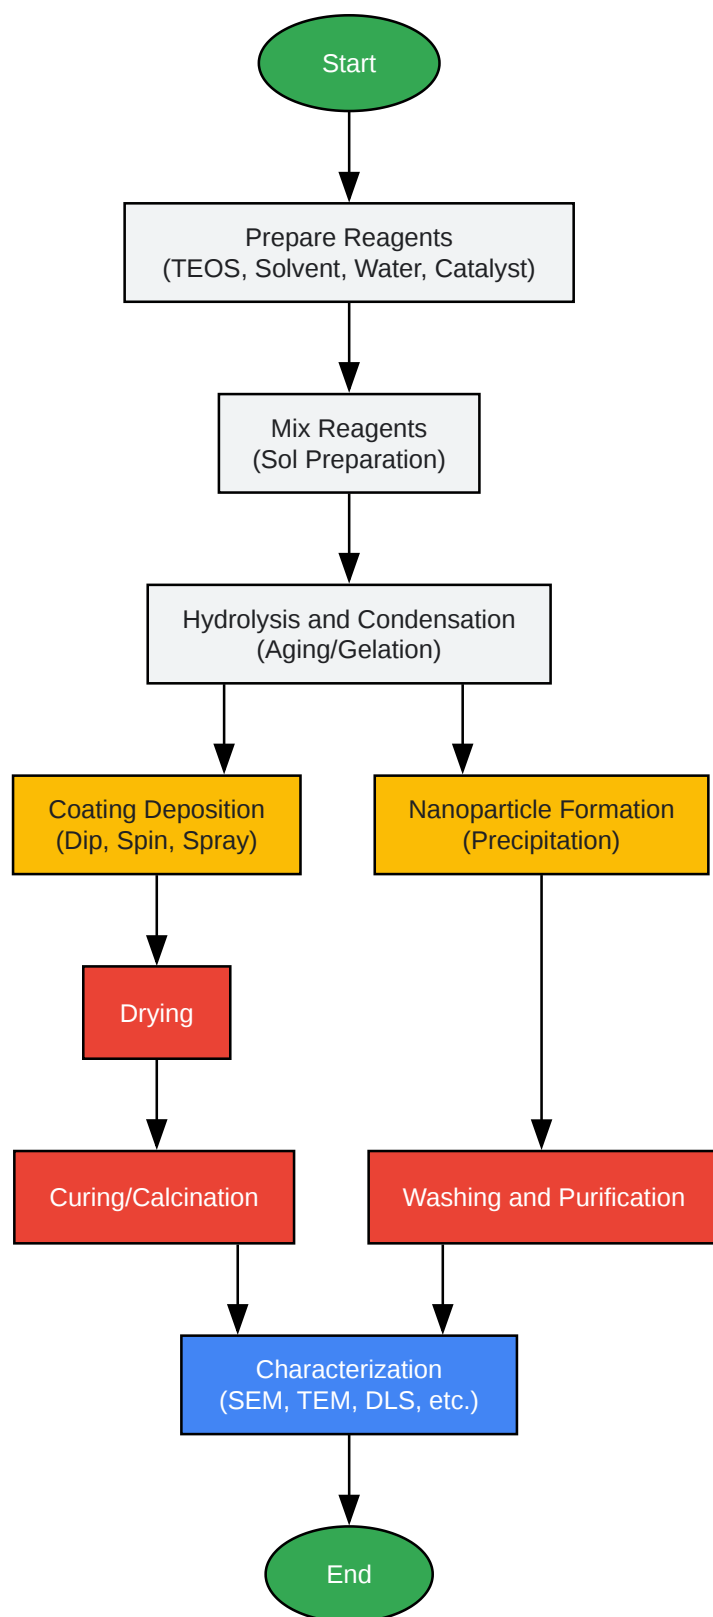 Start
Prepare Reagents
(TEOS, Solvent, Water, Catalyst)
Mix Reagents
(Sol Preparation)
Hydrolysis and Condensation
(Aging/Gelation)
Coating Deposition
(Dip, Spin, Spray)
Nanoparticle Formation
(Precipitation)
Drying
Curing/Calcination
Washing and Purification
Characterization
(SEM, TEM, DLS, etc.)
End